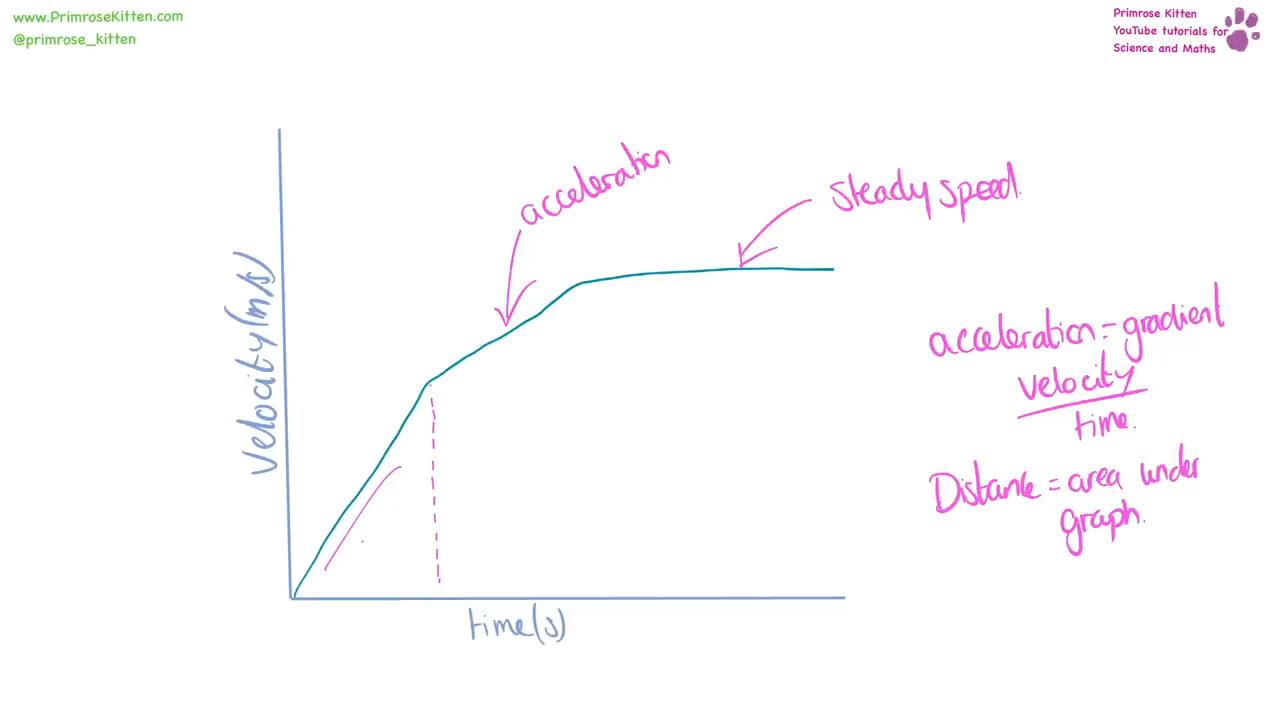 www.PrimroseKitten.com
@primrose_kitten
Primrose Kitten
YouTube tutorials for
Science and Maths
acceleration
steady speed.
velocity (m/s)
time(s)
acceleration = gradient
velocity
time.
Distance = area under
graph.